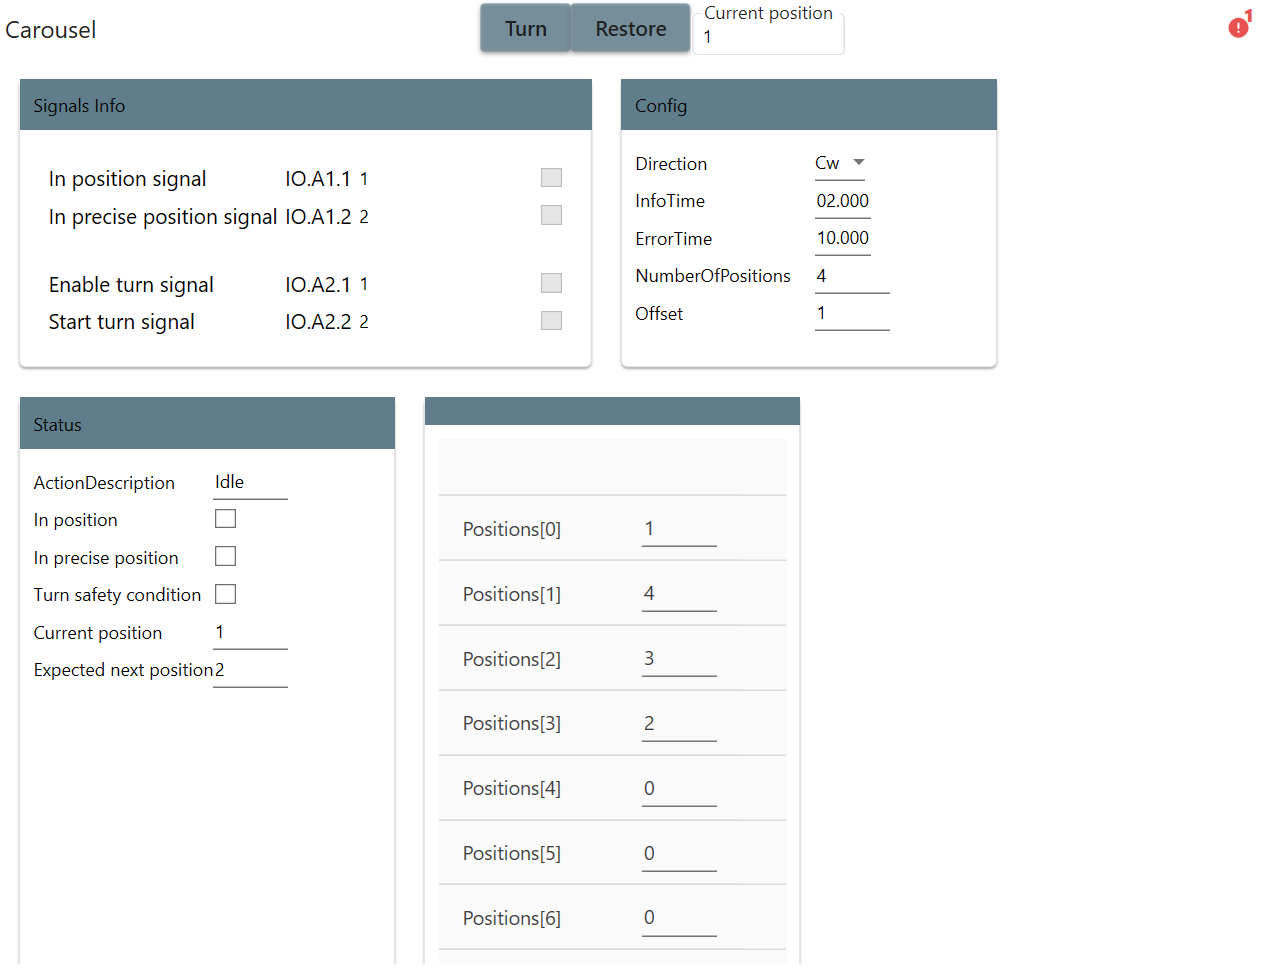 Carousel
Turn
Restore
Current position
1
1
Signals Info
In position signal IO.A1.1 1
In precise position signal IO.A1.2 2
Enable turn signal IO.A2.1 1
Start turn signal IO.A2.2 2
Config
Direction Cw
InfoTime 02.000
ErrorTime 10.000
NumberOfPositions 4
Offset 1
Status
ActionDescription Idle
In position
In precise position
Turn safety condition
Current position 1
Expected next position 2
Positions[0] 1
Positions[1] 4
Positions[2] 3
Positions[3] 2
Positions[4] 0
Positions[5] 0
Positions[6] 0